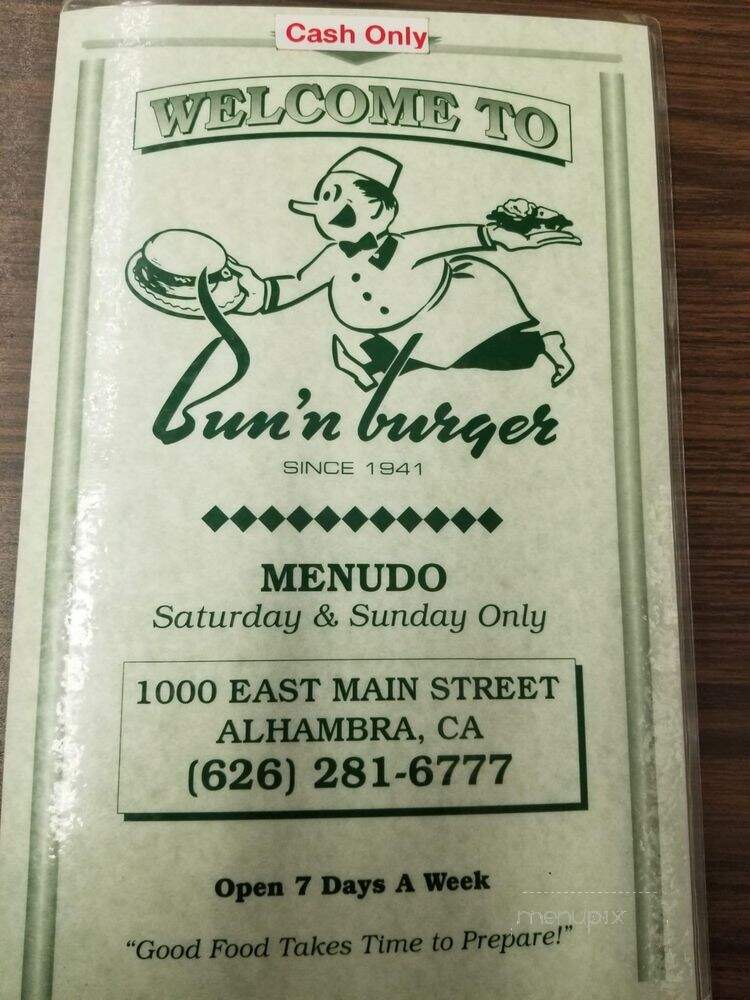 Cash Only
WELCOME TO
Bun'n burger
SINCE 1941
MENUDO
Saturday & Sunday Only
1000 EAST MAIN STREET
ALHAMBRA, CA
(626) 281-6777
Open 7 Days A Week
menupix
"Good Food Takes Time to Prepare!"